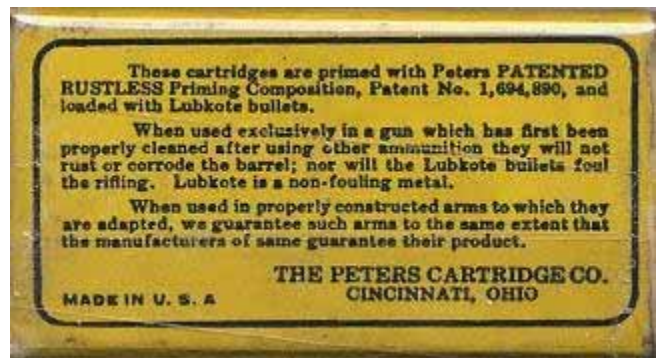 These cartridges are primed with Peters PATENTED
RUSTLESS Priming Composition, Patent No. 1,694,890, and
loaded with Lubkote bullets.
When used exclusively in a gun which has first been
properly cleaned after using other ammunition they will not
rust or corrode the barrel; nor will the Lubkote bullets foul
the rifling. Lubkote is a non-fouling metal.
When used in properly constructed arms to which they
are adapted, we guarantee such arms to the same extent that
the manufacturers of same guarantee their product.
THE PETERS CARTRIDGE CO.
MADE IN U. S. A CINCINNATI, OHIO